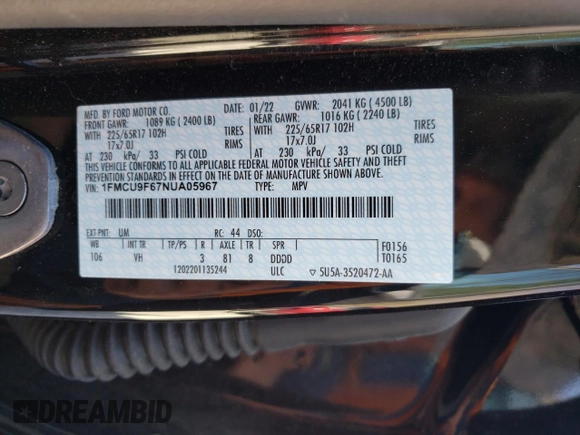 MFD. BY FORD MOTOR CO. 01/22 GVWR: 2041 KG ( 4500 LB)
FRONT GAWR: 1089 KG ( 2400 LB) REAR GAWR: 1016 KG ( 2240 LB)
WITH 225/65R17 102H TIRES WITH 225/65R17 102H TIRES
17x7.0J RIMS 17x7.0J RIMS
AT 230 kPa/ 33 PSI COLD AT 230 kPa/ 33 PSI COLD
THIS VEHICLE CONFORMS TO ALL APPLICABLE FEDERAL MOTOR VEHICLE SAFETY AND THEFT
PREVENTION STANDARDS IN EFFECT ON THE DATE OF MANUFACTURE SHOWN ABOVE.
VIN: 1FMCU9F67NUA05967 TYPE: MPV
EXT PNT: UM RC: 44 DSO:
WB INT TR TP/PS R AX TR SPR F0156
106 VH 3 81 8 DDDD T0165
1202201135244 ULC 5U5A-3520472-AA
DREAMBID